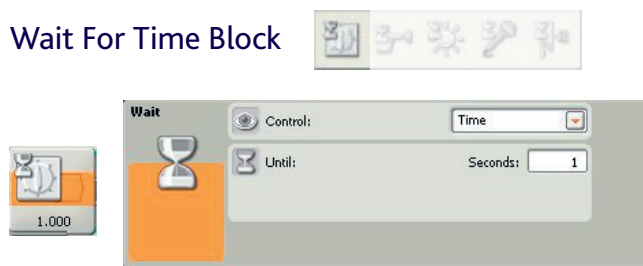 Wait For Time Block
Wait
Control:
Time
Until:
Seconds:
1
1.000